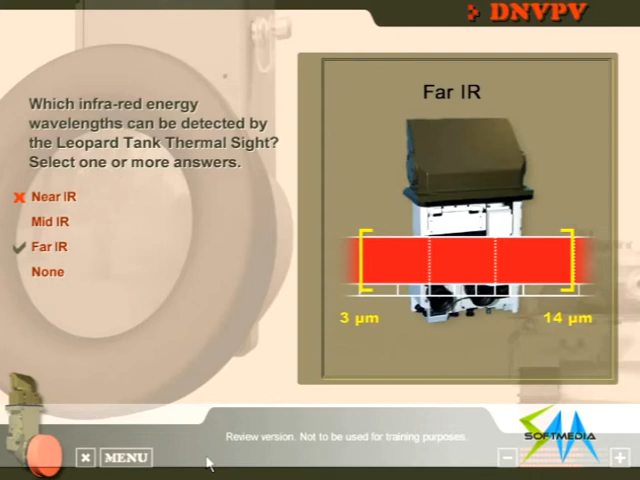 DNVPV
Which infra-red energy
wavelengths can be detected by
the Leopard Tank Thermal Sight?
Select one or more answers.
Near IR
Mid IR
Far IR
None
Far IR
3 µm
14 µm
Review version. Not to be used for training purposes.
MENU
SOFTMEDIA